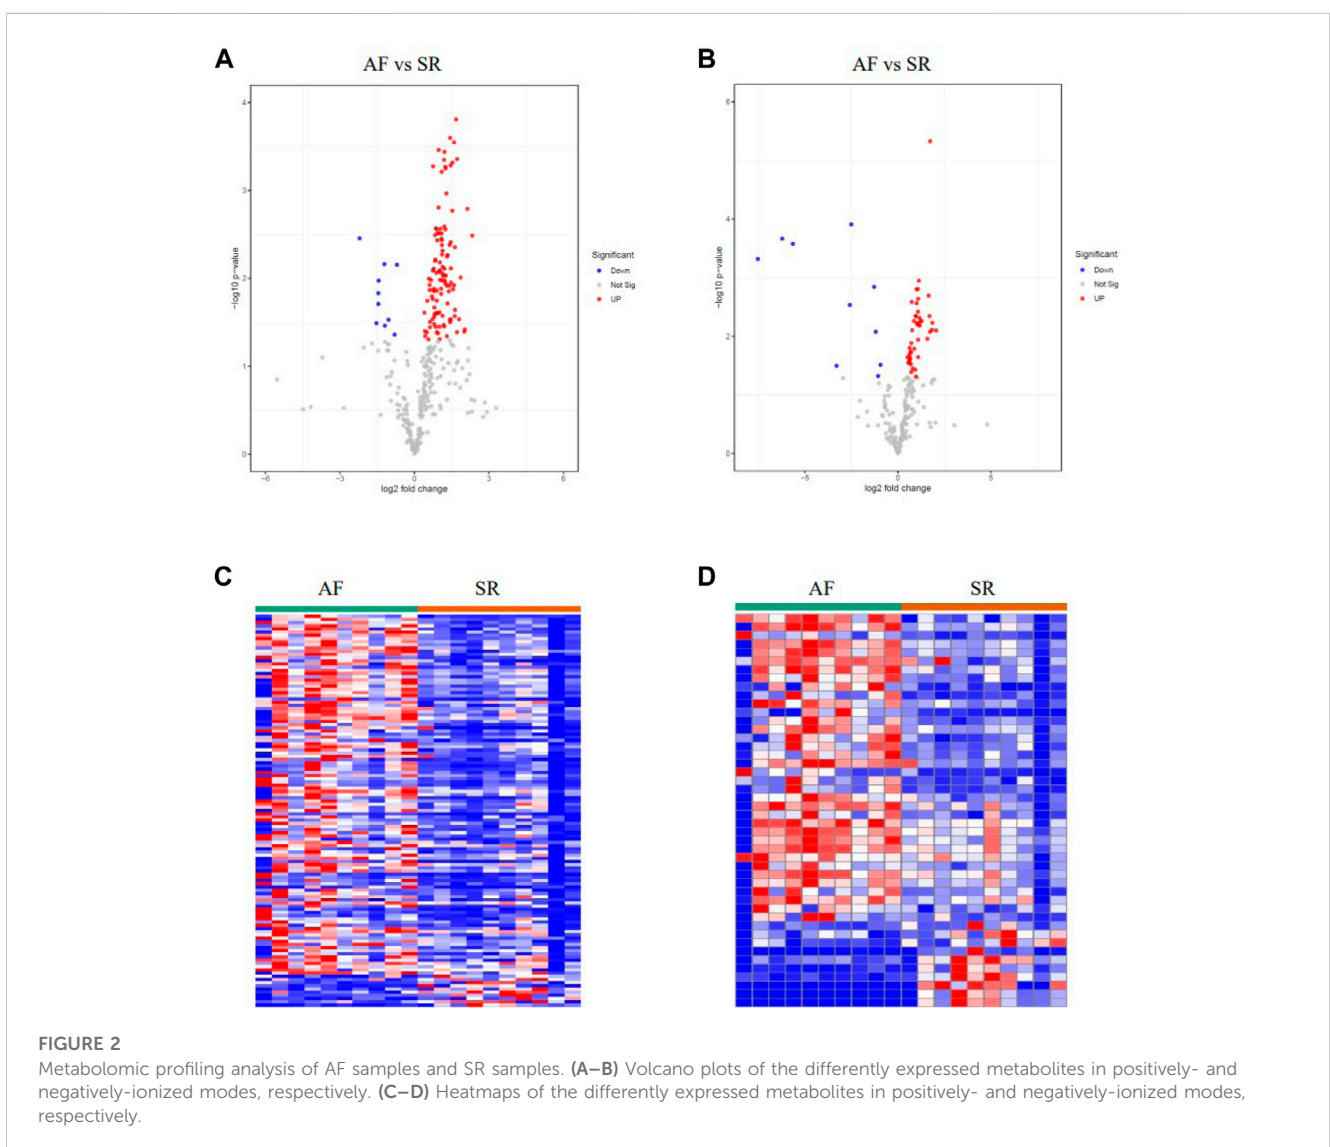 A
AF vs SR
4
3
2
1
0
−log10 p−value
−6
−3
0
3
6
log2 fold change
Significant
Down
Not Sig
UP
B
AF vs SR
6
4
2
0
−log10 p−value
−5
0
5
log2 fold change
Significant
Down
Not Sig
UP
C
AF
SR
D
AF
SR
FIGURE 2
Metabolomic profiling analysis of AF samples and SR samples. (A–B) Volcano plots of the differently expressed metabolites in positively- and
negatively-ionized modes, respectively. (C–D) Heatmaps of the differently expressed metabolites in positively- and negatively-ionized modes,
respectively.